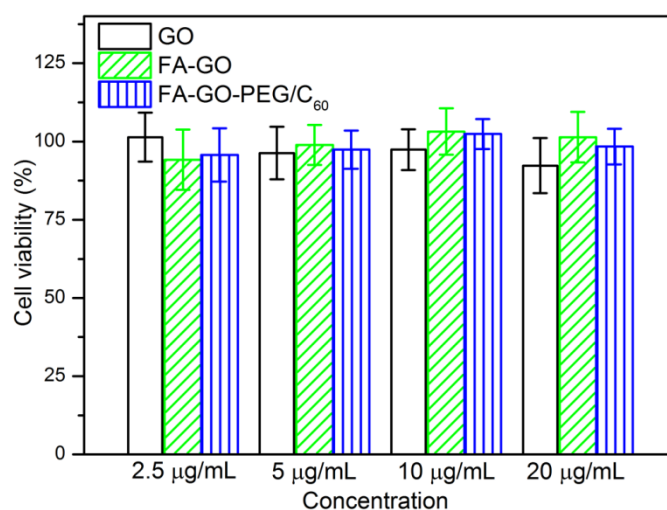 GO
FA-GO
FA-GO-PEG/C₆₀
Cell viability (%)
125
100
75
50
25
0
2.5 μg/mL 5 μg/mL 10 μg/mL 20 μg/mL
Concentration